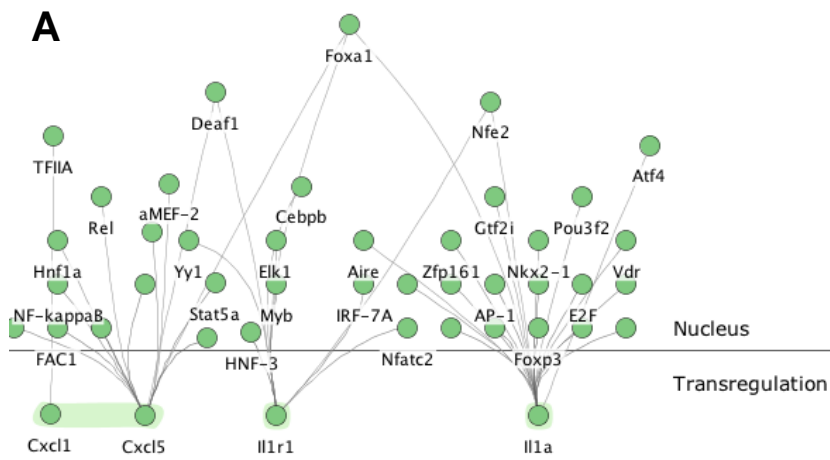 A
Foxa1
Deaf1
Nfe2
TFIIA
Atf4
Rel
aMEF-2
Cebpb
Gtf2i
Pou3f2
Hnf1a
Yy1
Elk1
Aire
Zfp161
Nkx2-1
Vdr
NF-kappaB
Stat5a
Myb
IRF-7A
AP-1
E2F
Nucleus
FAC1
HNF-3
Nfatc2
Foxp3
Transregulation
Cxcl1
Cxcl5
Il1r1
Il1a